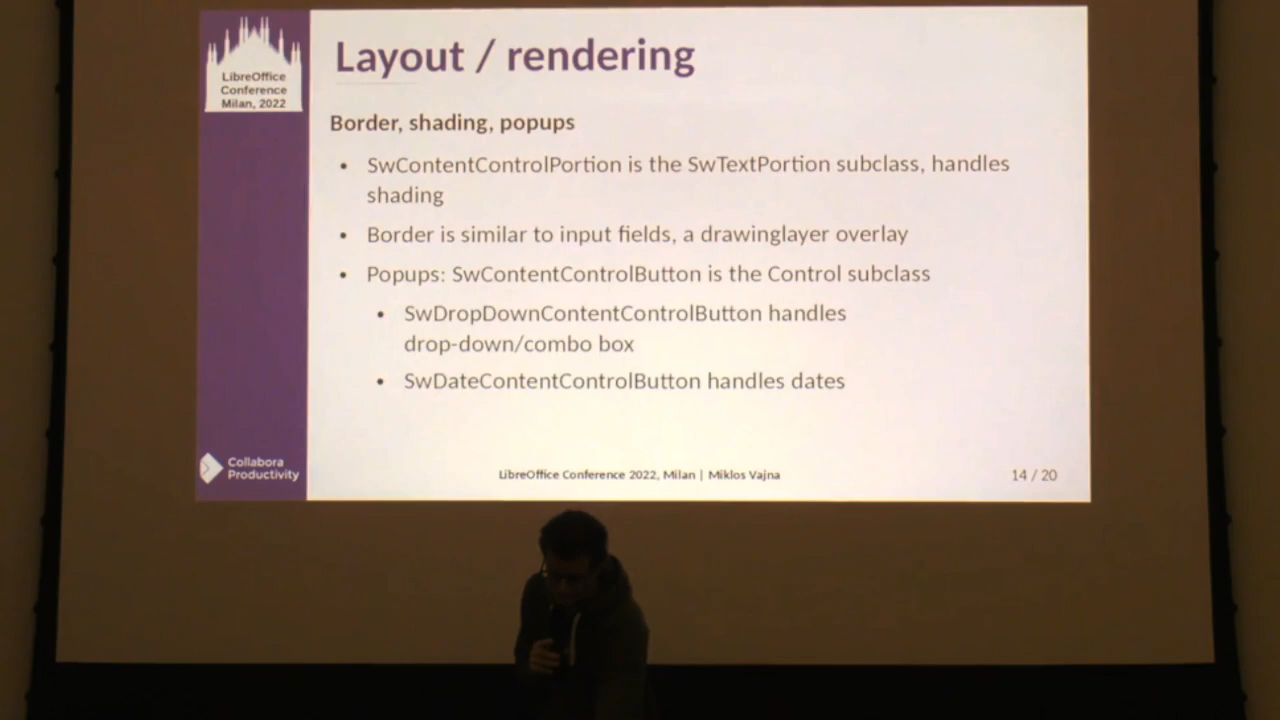 LibreOffice
Conference
Milan, 2022
Layout / rendering
Border, shading, popups
• SwContentControlPortion is the SwTextPortion subclass, handles
shading
• Border is similar to input fields, a drawinglayer overlay
• Popups: SwContentControlButton is the Control subclass
• SwDropDownContentControlButton handles
drop-down/combo box
• SwDateContentControlButton handles dates
Collabora
Productivity
LibreOffice Conference 2022, Milan | Miklos Vajna
14 / 20